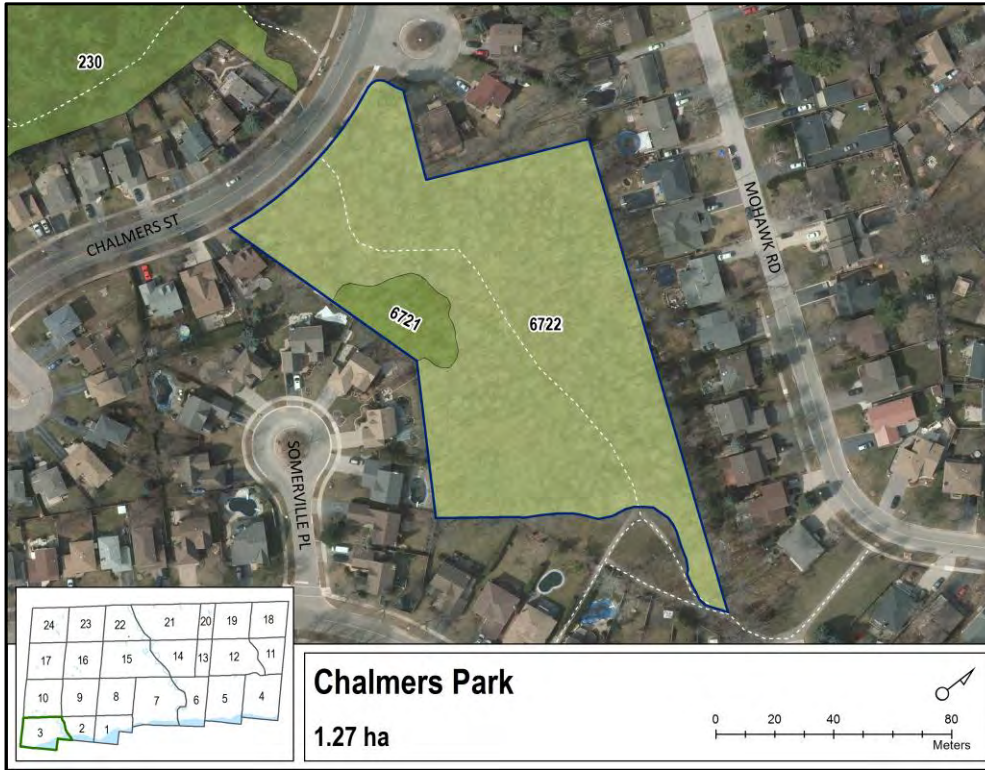 230
CHALMERS ST
MOHAWK RD
6721
6722
SOMERVILLE PL
24 23 22 21 20 19 18
17 16 15 14 13 12 11
10 9 8 7 6 5 4
3 2 1
Chalmers Park
1.27 ha
0 20 40 60 80
Meters